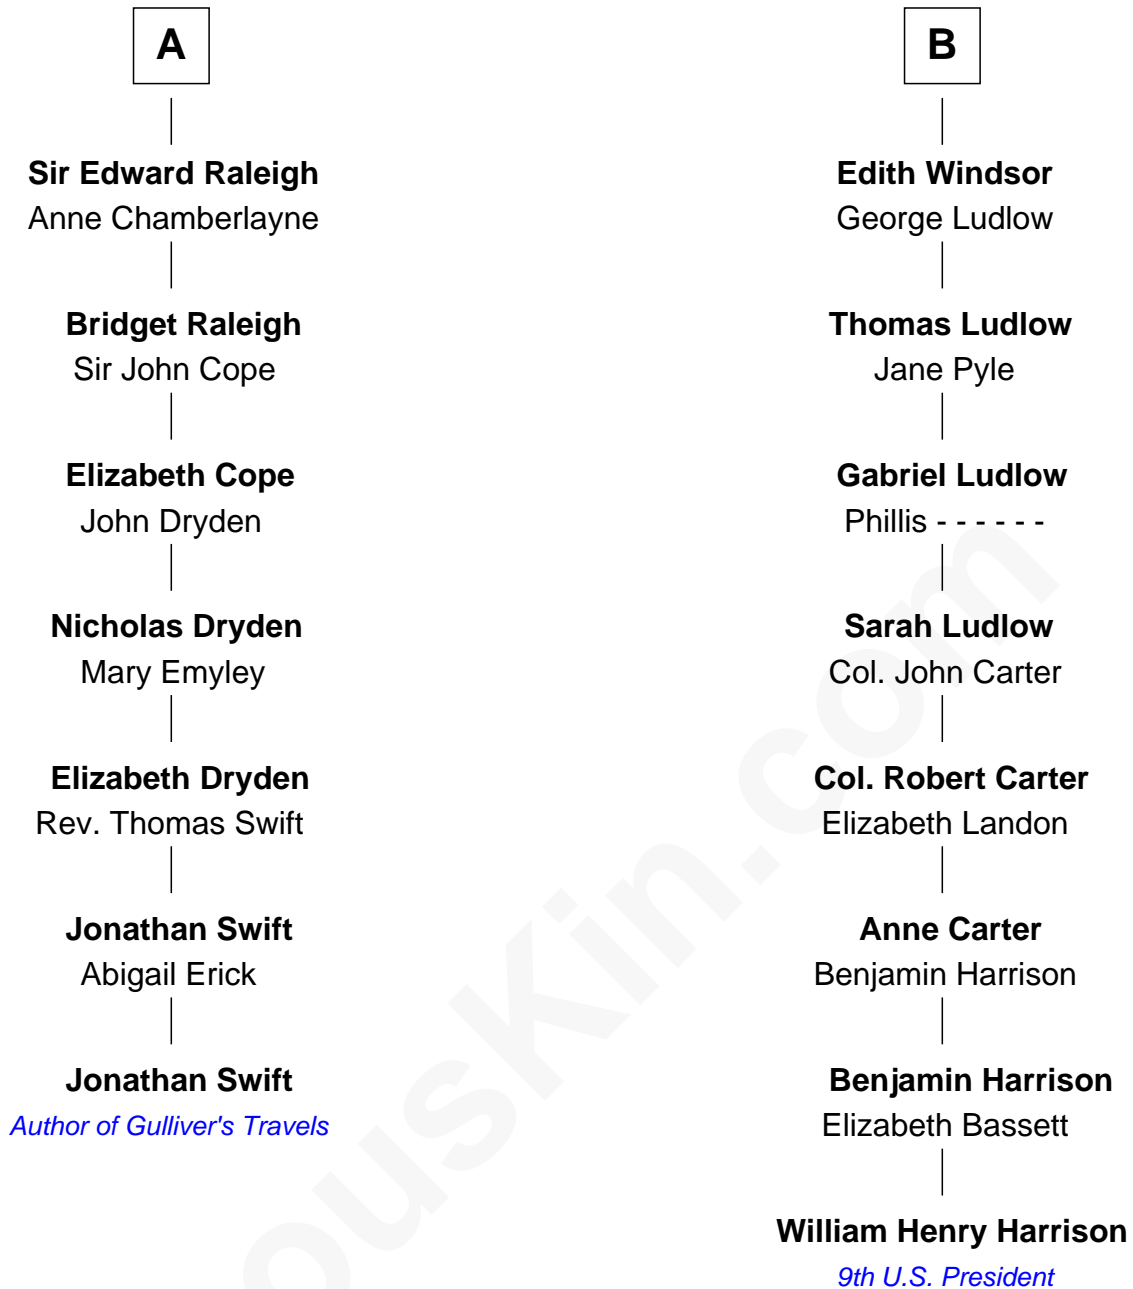 A
Sir Edward Raleigh
Anne Chamberlayne
Bridget Raleigh
Sir John Cope
Elizabeth Cope
John Dryden
Nicholas Dryden
Mary Emyley
Elizabeth Dryden
Rev. Thomas Swift
Jonathan Swift
Abigail Erick
Jonathan Swift
Author of Gulliver's Travels
B
Edith Windsor
George Ludlow
Thomas Ludlow
Jane Pyle
Gabriel Ludlow
Phillis - - - - - -
Sarah Ludlow
Col. John Carter
Col. Robert Carter
Elizabeth Landon
Anne Carter
Benjamin Harrison
Benjamin Harrison
Elizabeth Bassett
William Henry Harrison
9th U.S. President
ousKin.com